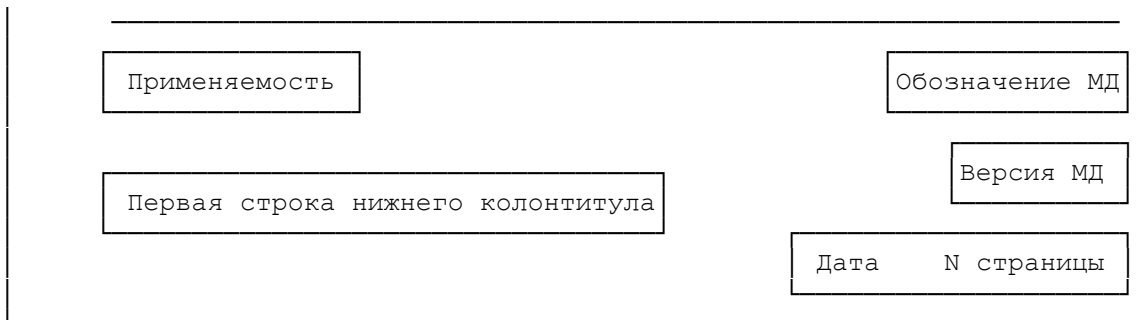 Применяемость Обозначение МД
Версия МД
Первая строка нижнего колонтитула
Дата N страницы